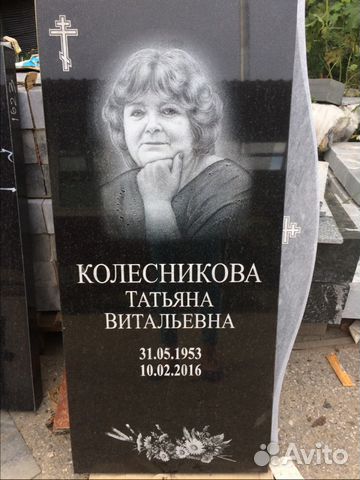 КОЛЕСНИКОВА
ТАТЬЯНА
ВИТАЛЬЕВНА
31.05.1953
10.02.2016
Avito